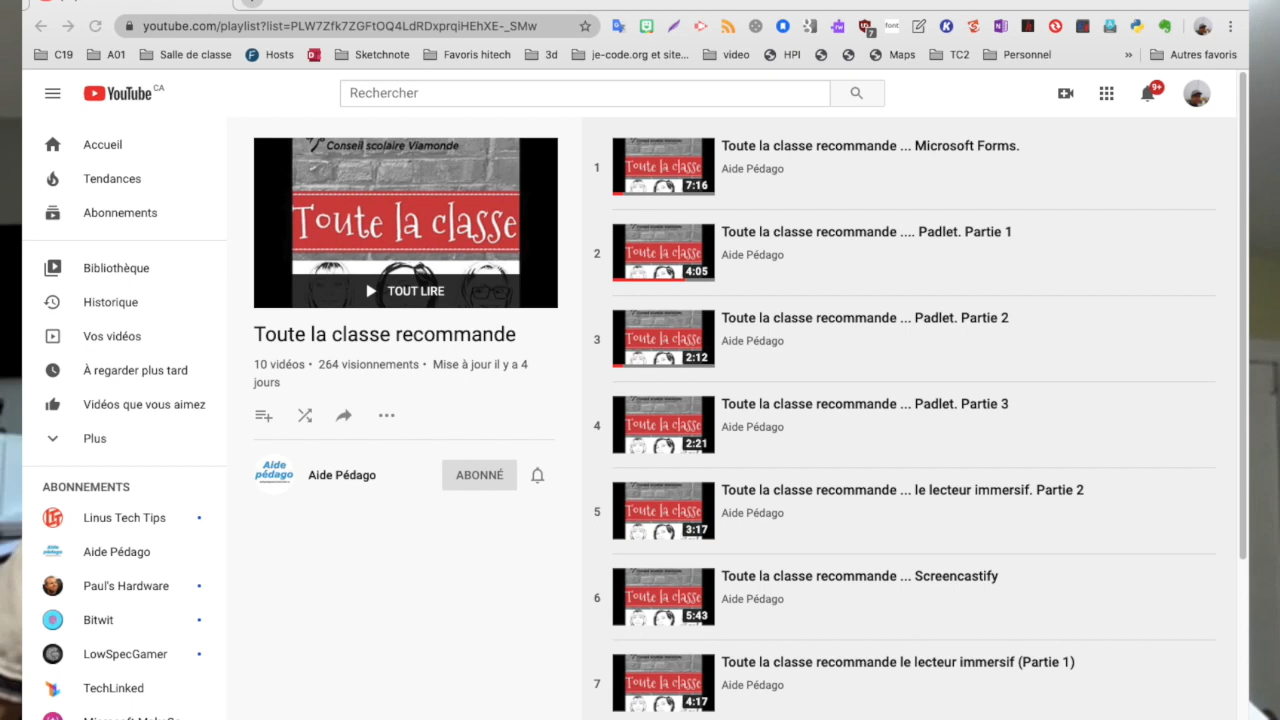 youtube.com/playlist?list=PLW7Zfk7ZGFtOQ4LdRDxprqiHEhXE-_SMw
7
font
C19
A01
Salle de classe
Hosts
Sketchnote
Favoris hitech
3d
je-code.org et site...
video
HPI
Maps
TC2
Personnel
»
Autres favoris
YouTube CA
Rechercher
9+
Accueil
Tendances
Abonnements
Bibliothèque
Historique
Vos vidéos
À regarder plus tard
Vidéos que vous aimez
Plus
ABONNEMENTS
Linus Tech Tips
Aide Pédago
Paul's Hardware
Bitwit
LowSpecGamer
TechLinked
Conseil scolaire Viamonde
Toute la classe
TOUT LIRE
Toute la classe recommande
10 vidéos • 264 visionnements • Mise à jour il y a 4
jours
Aide
pédago
Aide Pédago
ABONNÉ
1
Toute la classe
7:16
Toute la classe recommande ... Microsoft Forms.
Aide Pédago
2
Toute la classe
4:05
Toute la classe recommande .... Padlet. Partie 1
Aide Pédago
3
Toute la classe
2:12
Toute la classe recommande ... Padlet. Partie 2
Aide Pédago
4
Toute la classe
2:21
Toute la classe recommande ... Padlet. Partie 3
Aide Pédago
5
Toute la classe
3:17
Toute la classe recommande ... le lecteur immersif. Partie 2
Aide Pédago
6
Toute la classe
5:43
Toute la classe recommande ... Screencastify
Aide Pédago
7
Toute la classe
4:17
Toute la classe recommande le lecteur immersif (Partie 1)
Aide Pédago